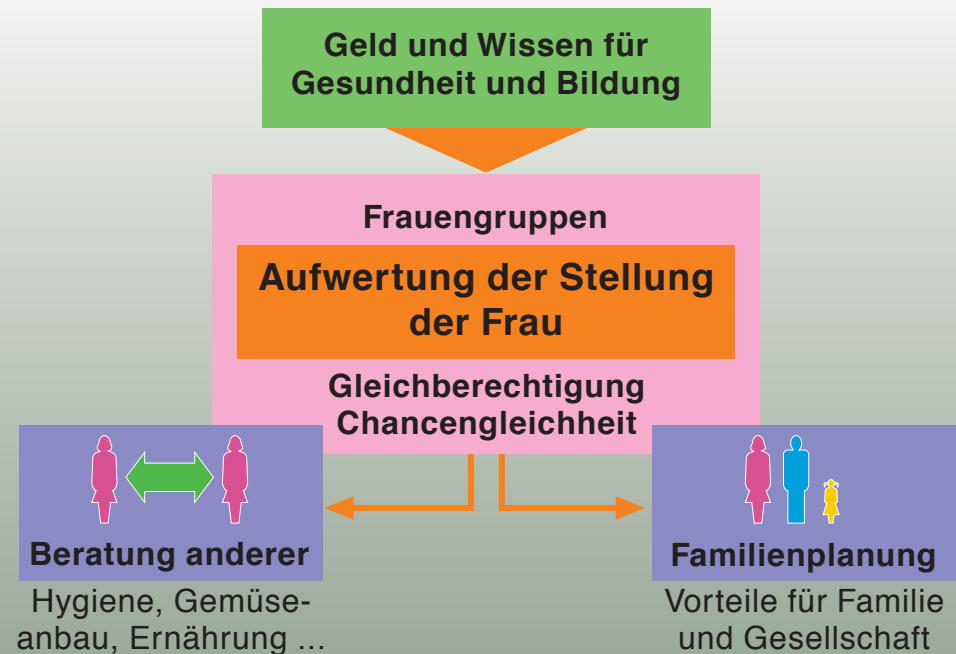 Geld und Wissen für
Gesundheit und Bildung
Frauengruppen
Aufwertung der Stellung
der Frau
Gleichberechtigung
Chancengleichheit
Beratung anderer
Hygiene, Gemüse-
anbau, Ernährung ...
Familienplanung
Vorteile für Familie
und Gesellschaft